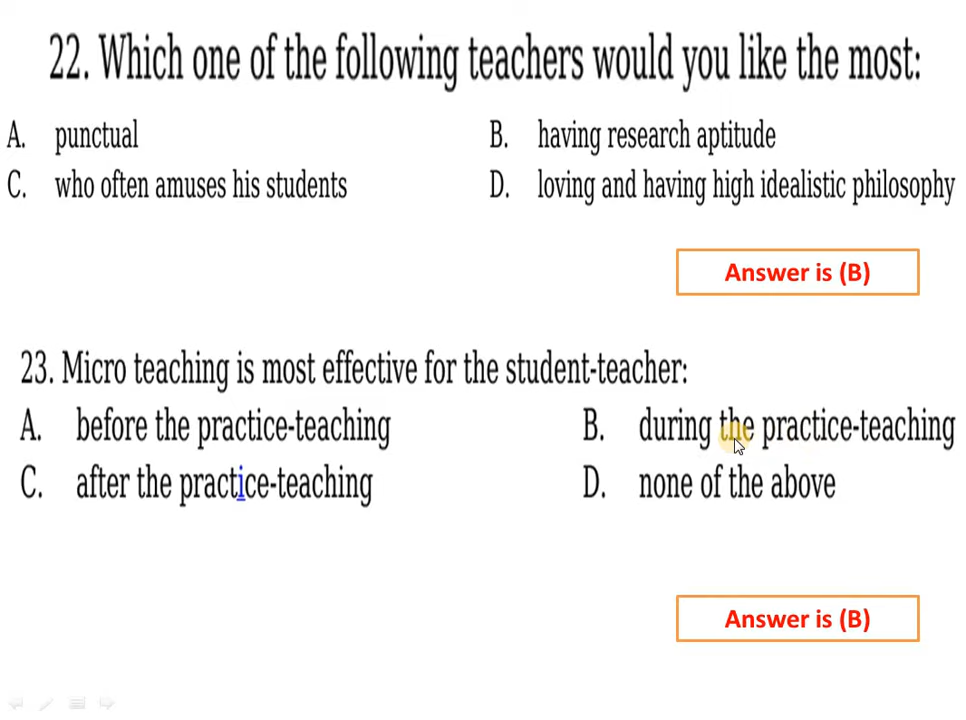 22. Which one of the following teachers would you like the most:
A. punctual B. having research aptitude
C. who often amuses his students D. loving and having high idealistic philosophy
Answer is (B)
23. Micro teaching is most effective for the student-teacher:
A. before the practice-teaching B. during the practice-teaching
C. after the practice-teaching D. none of the above
Answer is (B)